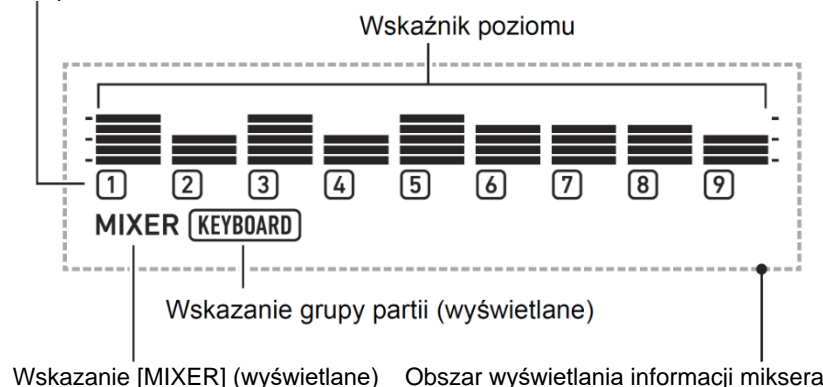 Wskaźnik poziomu
1 2 3 4 5 6 7 8 9
MIXER KEYBOARD
Wskazanie grupy partii (wyświetlane)
Wskazanie [MIXER] (wyświetlane) Obszar wyświetlania informacji miksera